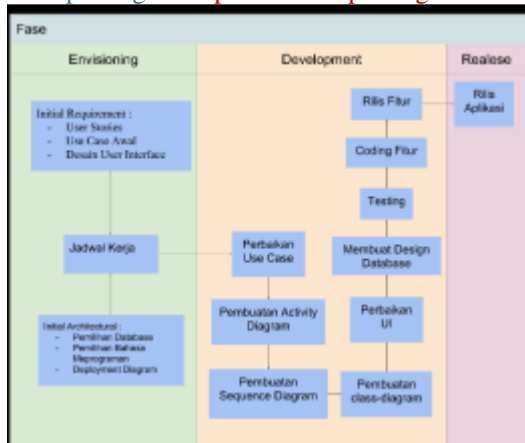 Fase
Envisioning
Development
Realese
Initial Requirement :
- User Stories
- Use Case Awal
- Desain User Interface
Jadwal Kerja
Initial Architectural :
- Pemilihan Database
- Pemilihan Bahasa
Meprograman
- Deployment Diagram
Perbaikan
Use Case
Pembuatan Activity
Diagram
Pembuatan
Sequence Diagram
Pembuatan
class-diagram
Perbaikan
UI
Membuat Design
Database
Testing
Coding Fitur
Rilis Fitur
Rilis
Aplikasi